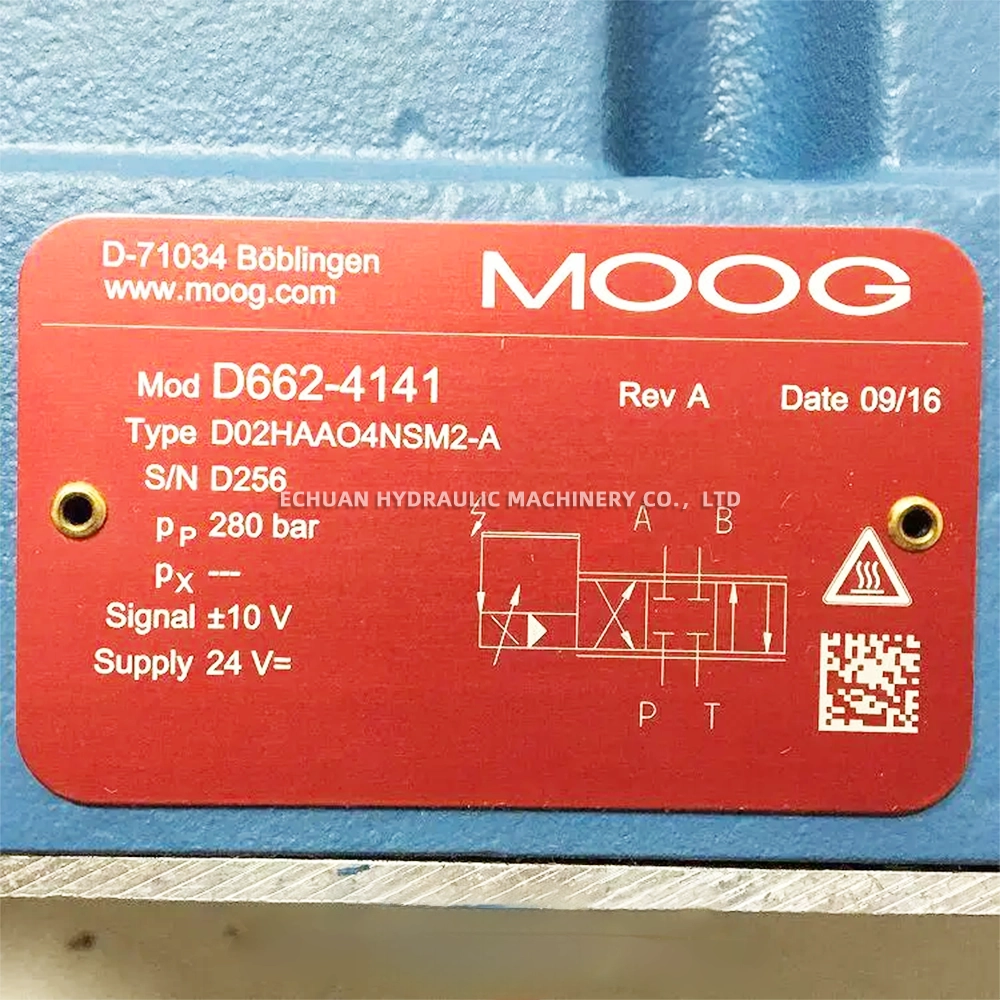 D-71034 Böblingen
www.moog.com
MOOG
Mod D662-4141
Rev A
Date 09/16
Type D02HAAO4NSM2-A
S/N D256
ECHUAN HYDRAULIC MACHINERY CO., LTD
pP 280 bar
pX ---
Signal ±10 V
Supply 24 V=
A B
P T